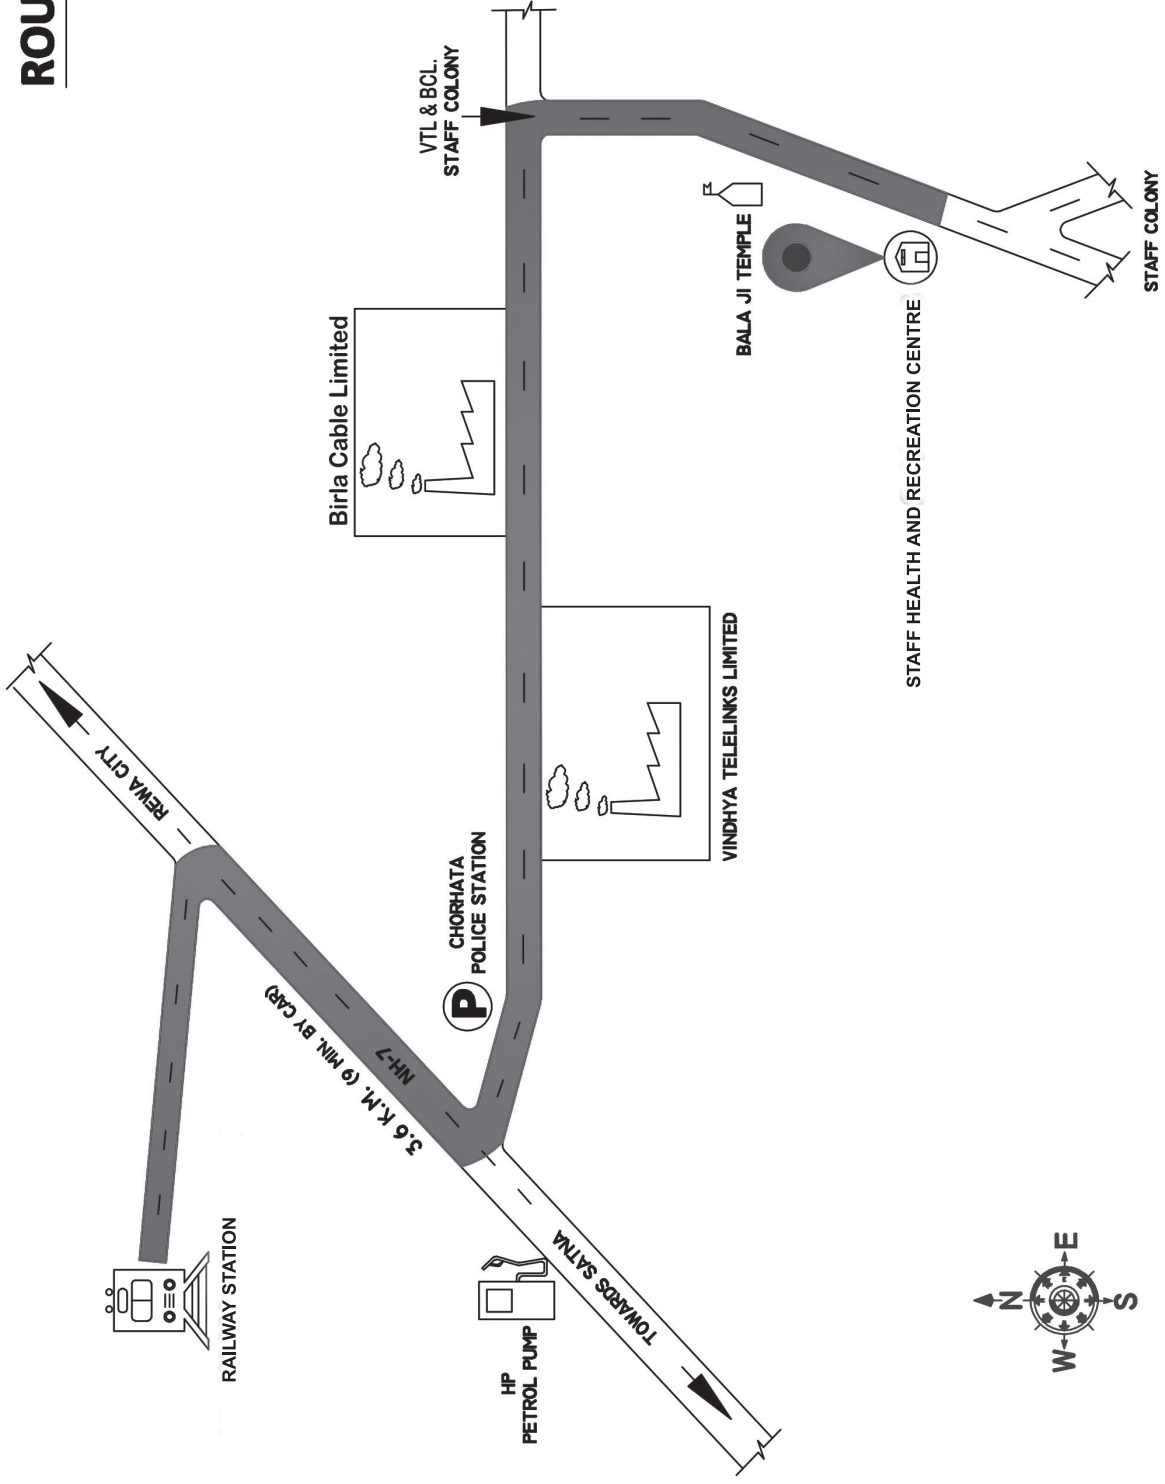 ROU
VTL & BCL.
STAFF COLONY
Birla Cable Limited
BALA JI TEMPLE
STAFF HEALTH AND RECREATION CENTRE
STAFF COLONY
REWA CITY
CHORHATA
POLICE STATION
P
VINDHYA TELELINKS LIMITED
NH-7
3.6 K.M. (9 MIN. BY CAR)
RAILWAY STATION
HP
PETROL PUMP
TOWARDS SATNA
N
E
S
W